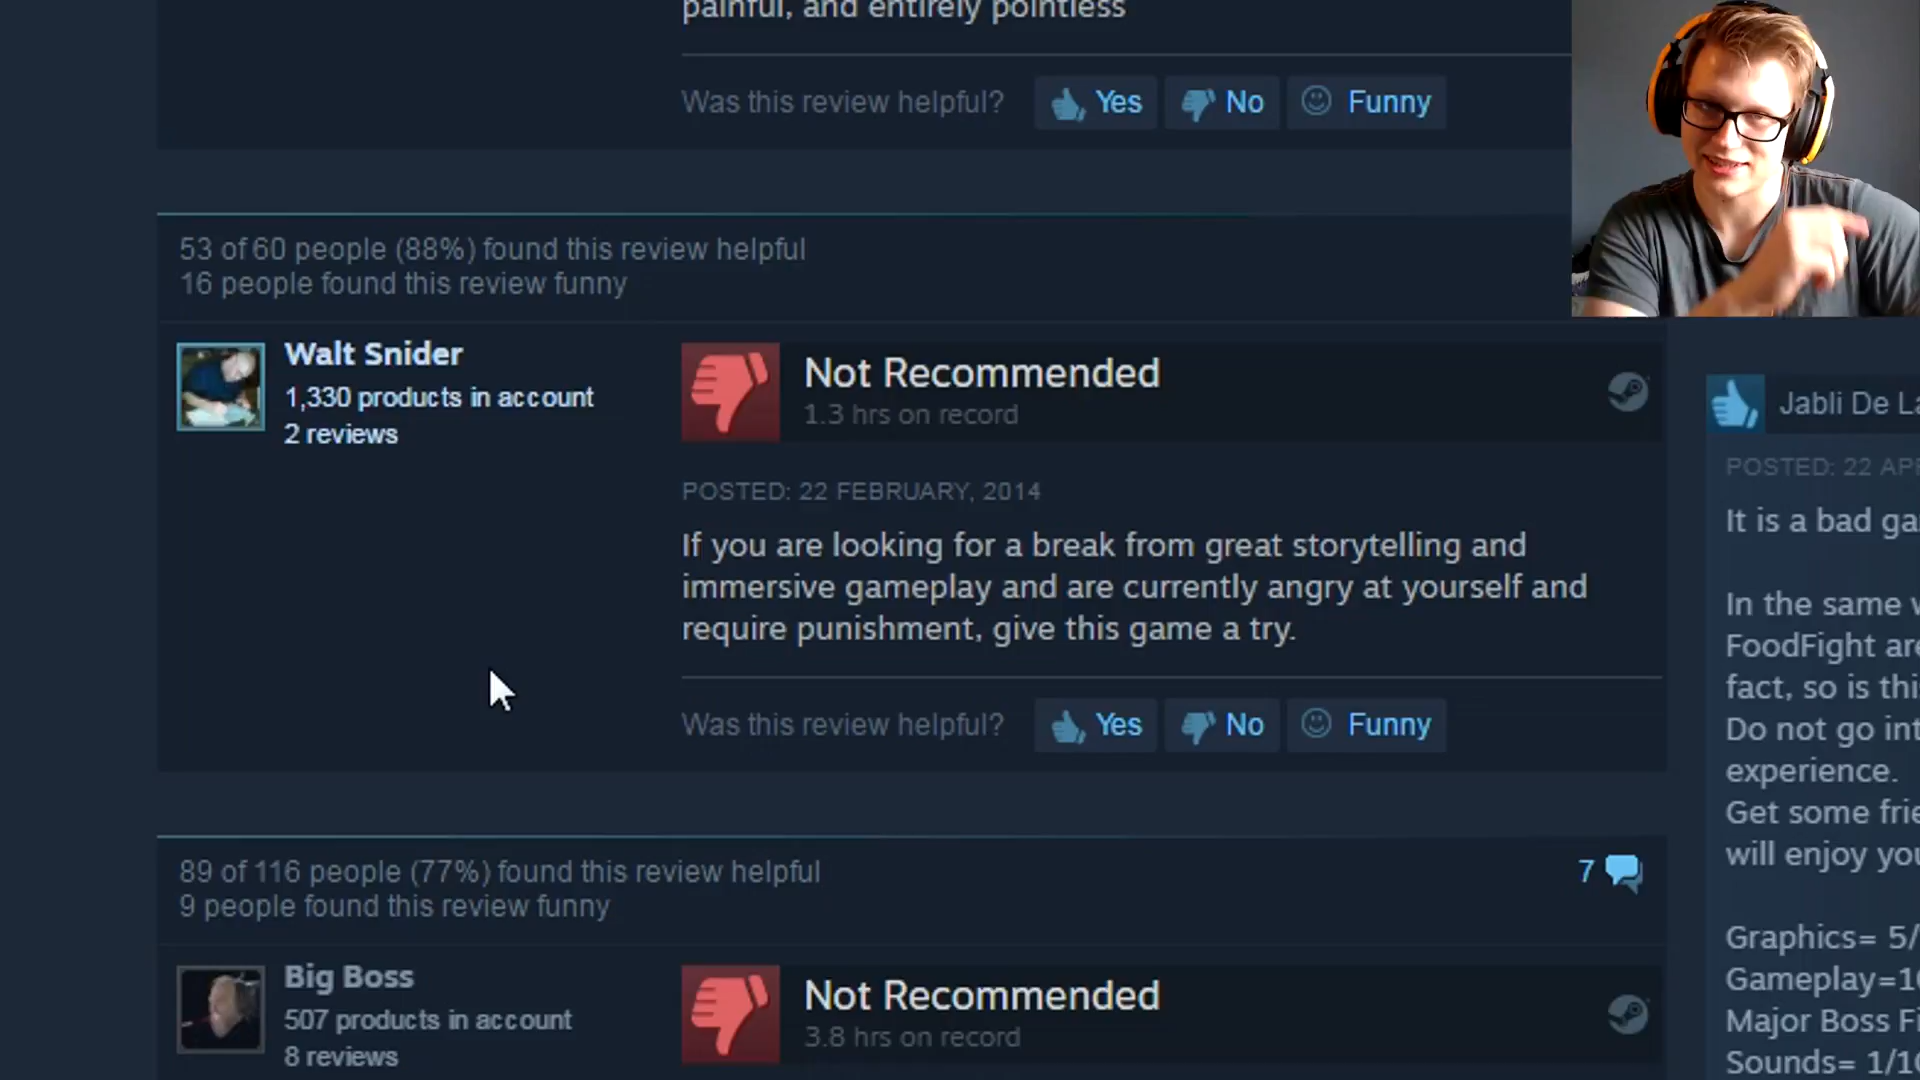 painful, and entirely pointless
Was this review helpful? Yes No Funny
53 of 60 people (88%) found this review helpful
16 people found this review funny
Walt Snider
1,330 products in account
2 reviews
Not Recommended
1.3 hrs on record
POSTED: 22 FEBRUARY, 2014
If you are looking for a break from great storytelling and
immersive gameplay and are currently angry at yourself and
require punishment, give this game a try.
Was this review helpful? Yes No Funny
89 of 116 people (77%) found this review helpful
9 people found this review funny
7
Big Boss
507 products in account
8 reviews
Not Recommended
3.8 hrs on record
Jabli De
POSTED: 22
It is a bad
In the same
FoodFight
fact, so is
Do not go
experience.
Get some
will enjoy
Graphics= 5/
Gameplay=
Major Boss
Sounds= 1/